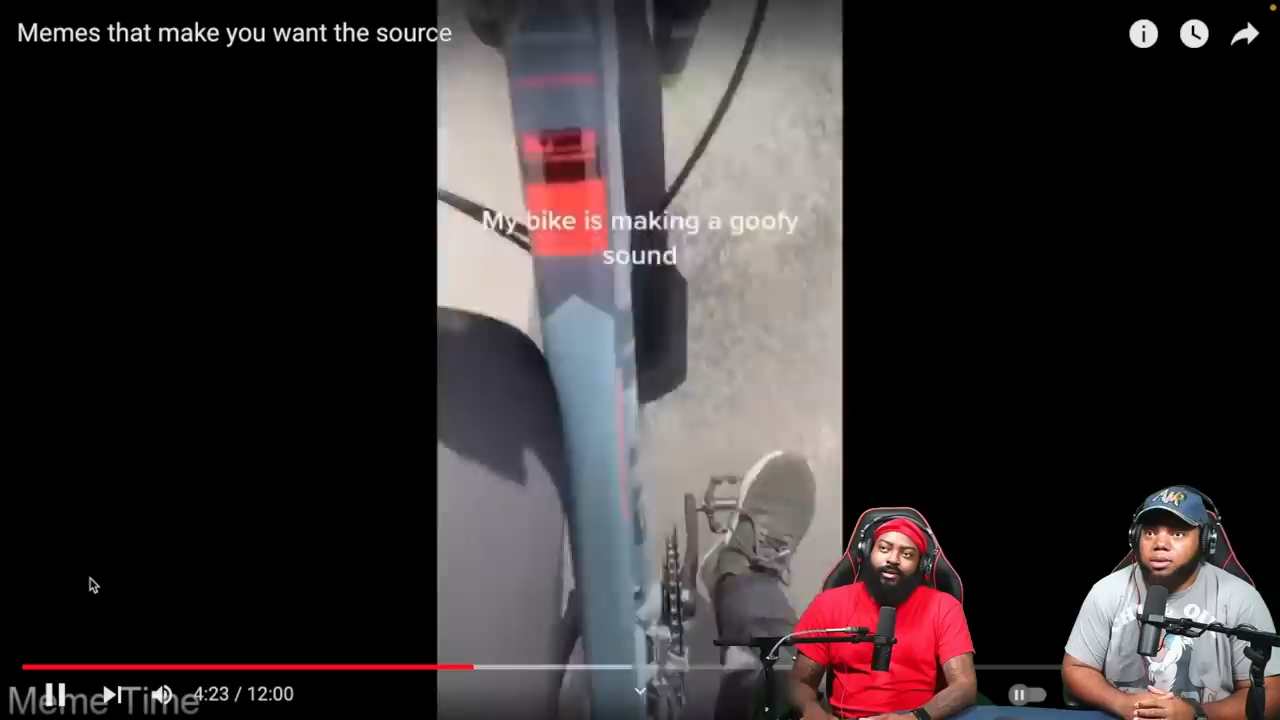 Memes that make you want the source
My bike is making a goofy
sound
AIR
Meme Time
4:23 / 12:00